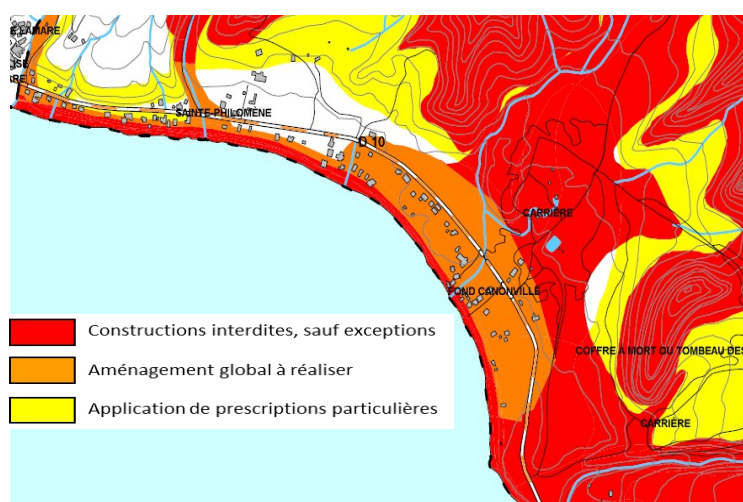 LAMARE
SAINTE-PHILOMÈNE
D 10
CARRIÈRE
FOND CANONVILLE
Constructions interdites, sauf exceptions
Aménagement global à réaliser
COFFRE À MORT OU TOMBEAU DES
Application de prescriptions particulières
CARRIÈRE